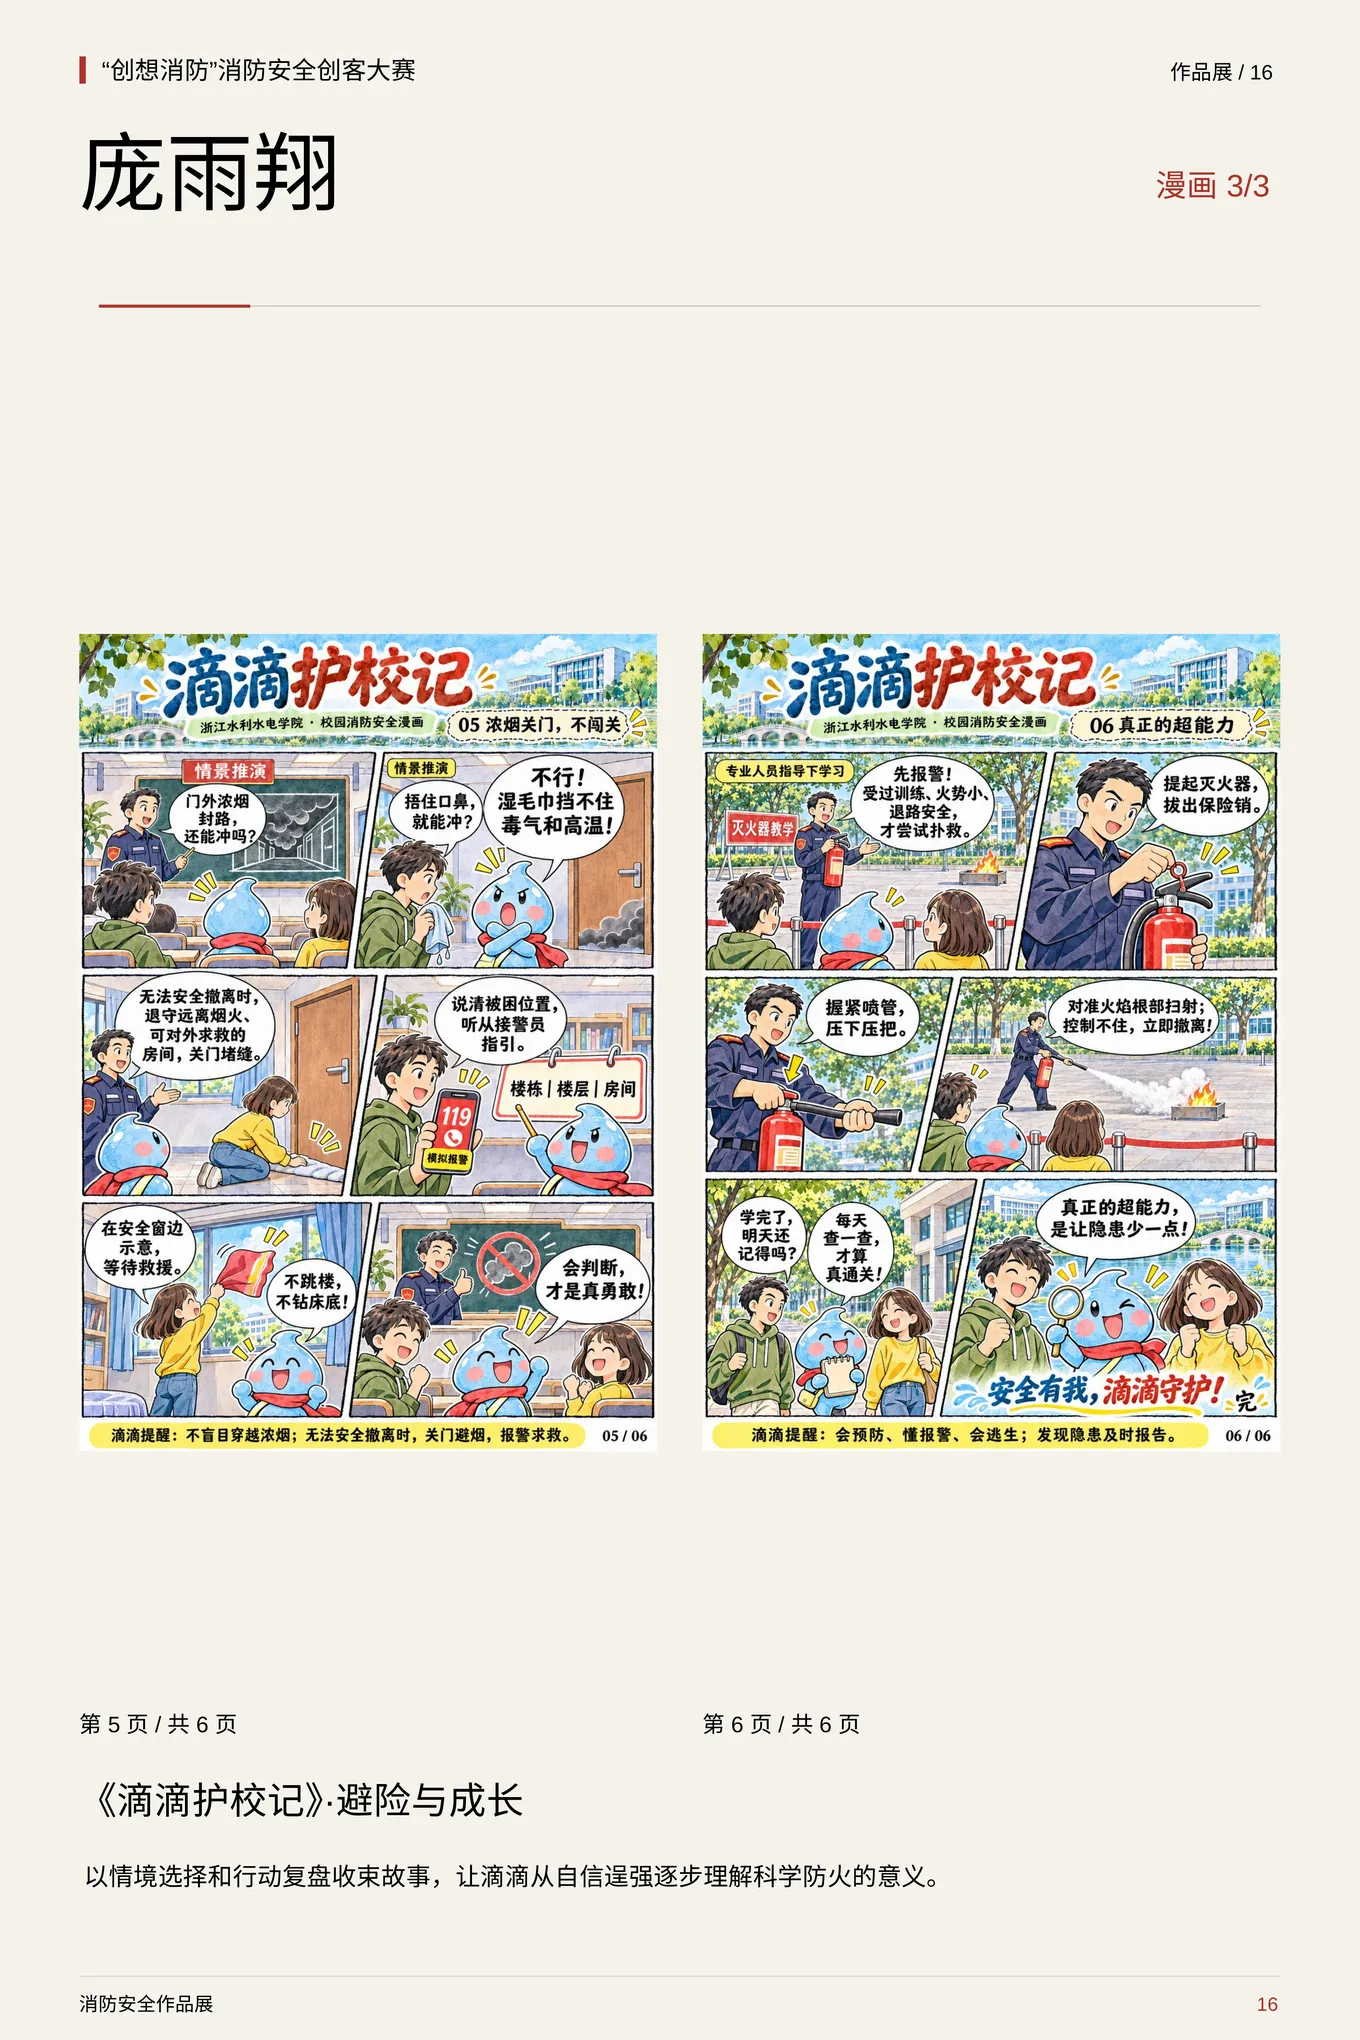 “创想消防”消防安全创客大赛
作品展 / 16
庞雨翔
漫画 3/3
滴滴护校记
浙江水利水电学院 · 校园消防安全漫画
05 浓烟关门，不闯关
情景推演
门外浓烟
封路，
还能冲吗？
情景推演
捂住口鼻，
就能冲？
不行！
湿毛巾挡不住
毒气和高温！
无法安全撤离时，
退守远离烟火、
可对外求救的
房间，关门堵缝。
说清被困位置，
听从接警员
指引。
楼栋 | 楼层 | 房间
119
模拟报警
在安全窗边
示意，
等待救援。
不跳楼，
不钻床底！
会判断，
才是真勇敢！
滴滴提醒：不盲目穿越浓烟；无法安全撤离时，关门避烟，报警求救。
05 / 06
滴滴护校记
浙江水利水电学院 · 校园消防安全漫画
06 真正的超能力
专业人员指导下学习
灭火器教学
先报警！
受过训练、火势小、
退路安全，
才尝试扑救。
提起灭火器，
拔出保险销。
握紧喷管，
压下压把。
对准火焰根部扫射；
控制不住，立即撤离！
学完了，
明天还
记得吗？
每天
查一查，
才算
真通关！
真正的超能力，
是让隐患少一点！
安全有我，滴滴守护！
完
滴滴提醒：会预防、懂报警、会逃生；发现隐患及时报告。
06 / 06
第 5 页 / 共 6 页
第 6 页 / 共 6 页
《滴滴护校记》·避险与成长
以情境选择和行动复盘收束故事，让滴滴从自信逞强逐步理解科学防火的意义。
消防安全作品展
16